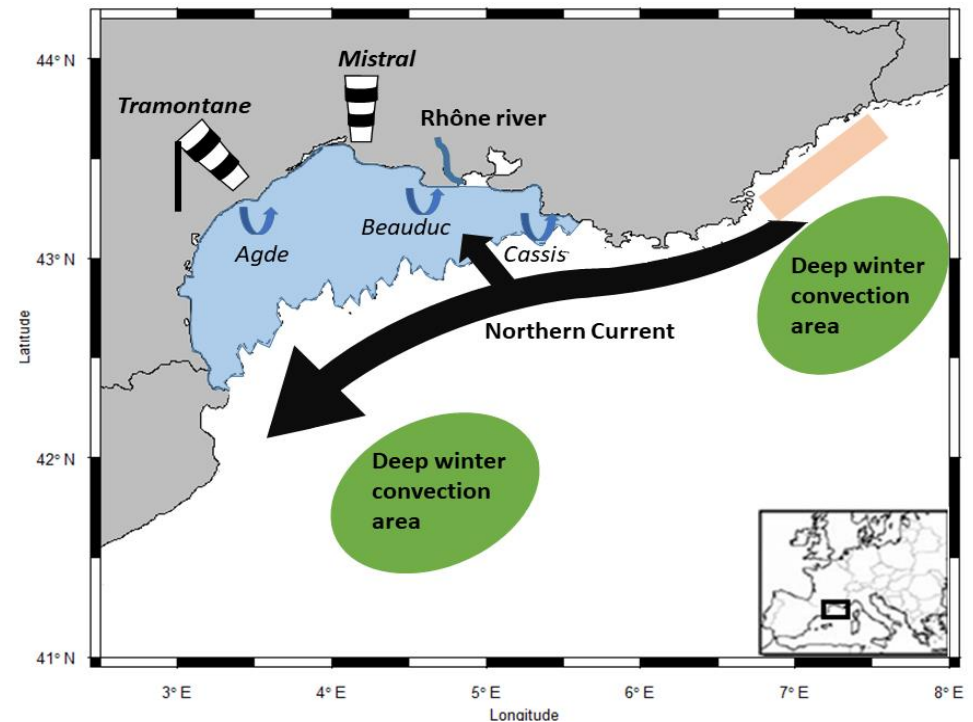 44° N
Mistral
Tramontane
Rhône river
Beauduc
Agde
Cassis
43° N
Deep winter
convection
area
Northern Current
Latitude
42° N
Deep winter
convection
area
41° N
3° E
4° E
5° E
6° E
7° E
8° E
Longitude